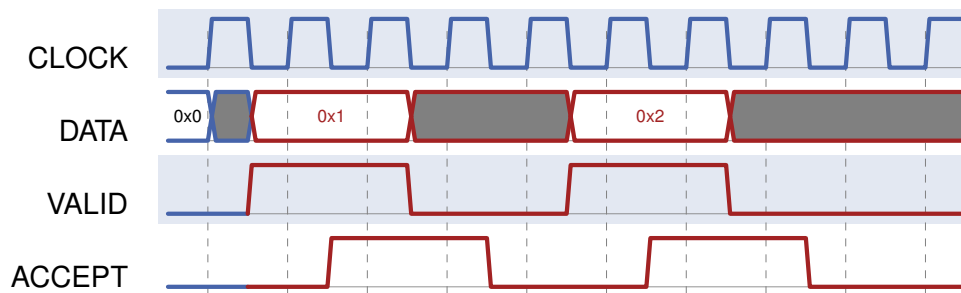 CLOCK
0x0 0x1 0x2
DATA
VALID
ACCEPT